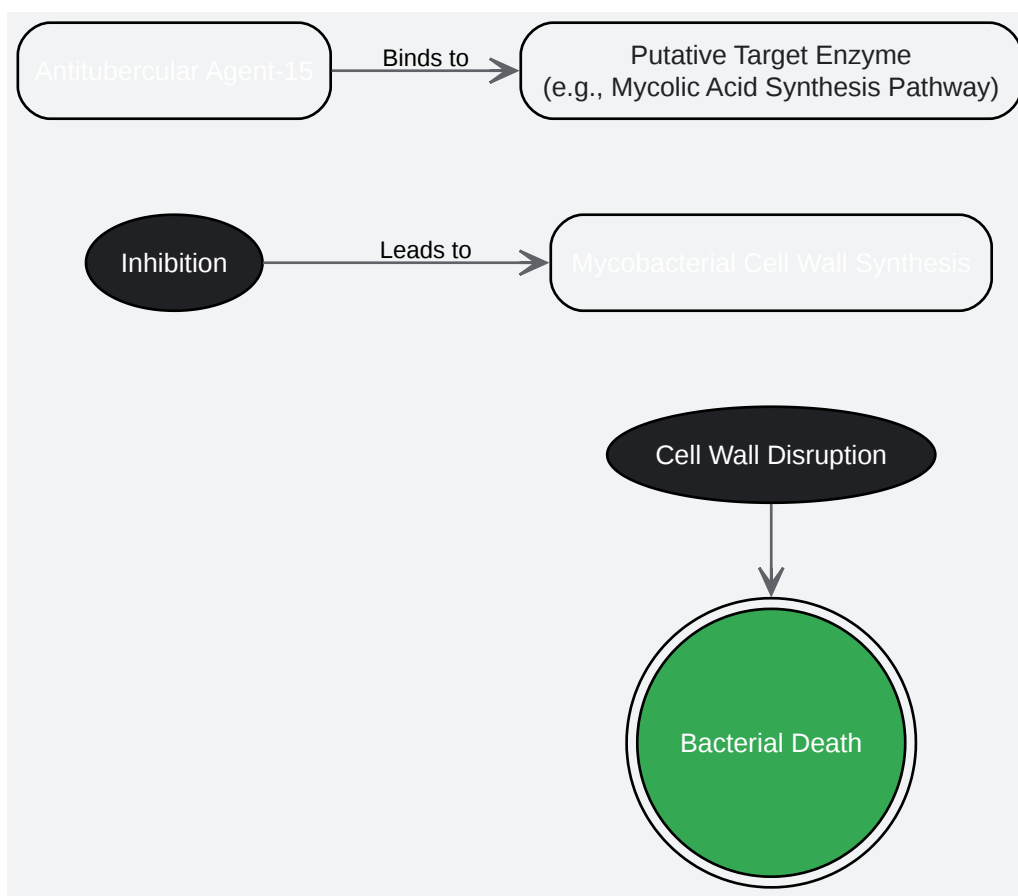 Antitubercular Agent-15
Binds to
Putative Target Enzyme
(e.g., Mycolic Acid Synthesis Pathway)
Inhibition
Leads to
Mycobacterial Cell Wall Synthesis
Cell Wall Disruption
Bacterial Death